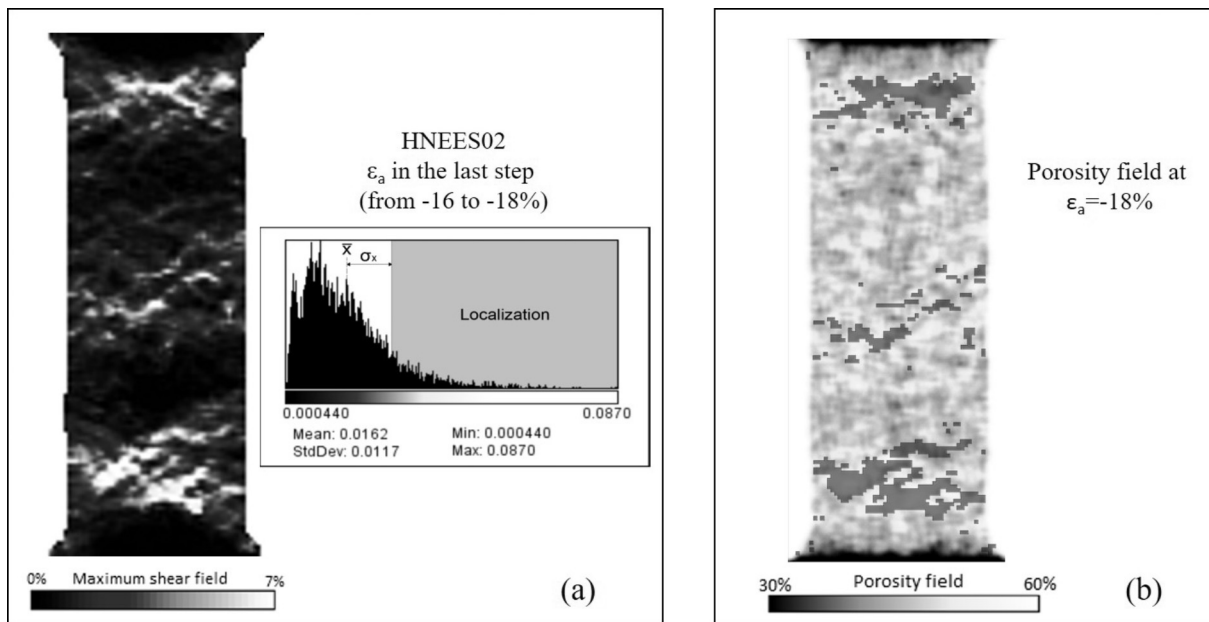 HNEES02
εa in the last step
(from -16 to -18%)
x̄
σx
Localization
0.000440 0.0870
Mean: 0.0162 Min: 0.000440
StdDev: 0.0117 Max: 0.0870
0% Maximum shear field 7%
(a)
Porosity field at
εa=-18%
30% Porosity field 60%
(b)